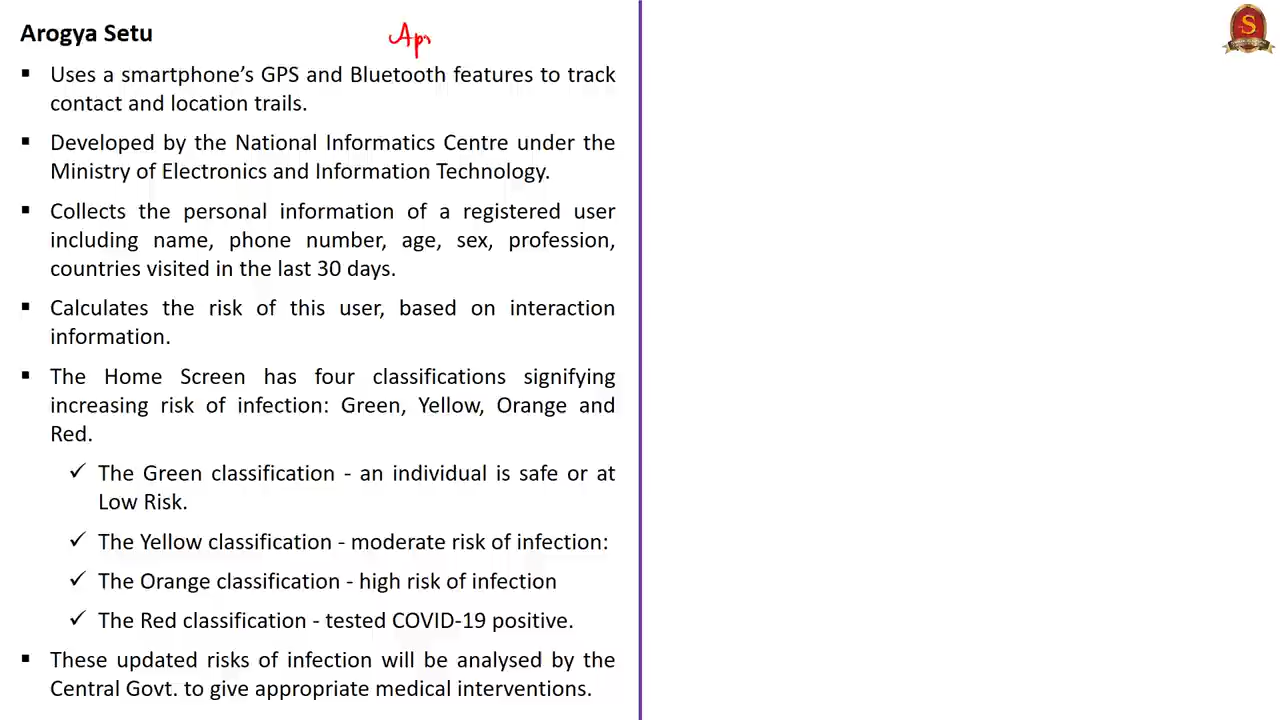 Arogya Setu
Apr
▪ Uses a smartphone’s GPS and Bluetooth features to track
contact and location trails.
▪ Developed by the National Informatics Centre under the
Ministry of Electronics and Information Technology.
▪ Collects the personal information of a registered user
including name, phone number, age, sex, profession,
countries visited in the last 30 days.
▪ Calculates the risk of this user, based on interaction
information.
▪ The Home Screen has four classifications signifying
increasing risk of infection: Green, Yellow, Orange and
Red.
✓ The Green classification - an individual is safe or at
Low Risk.
✓ The Yellow classification - moderate risk of infection:
✓ The Orange classification - high risk of infection
✓ The Red classification - tested COVID-19 positive.
▪ These updated risks of infection will be analysed by the
Central Govt. to give appropriate medical interventions.
S